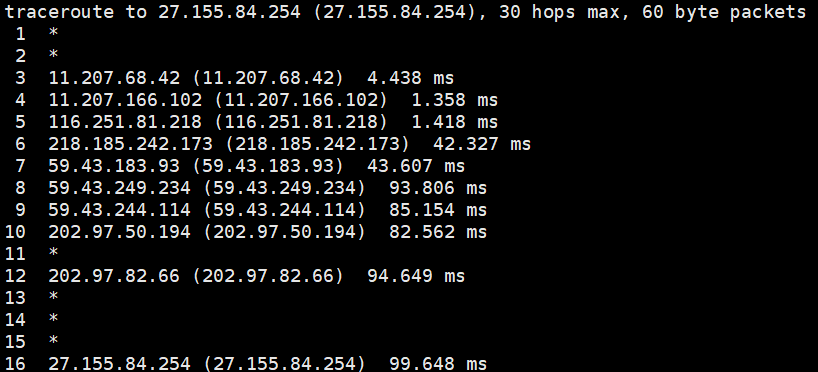 traceroute to 27.155.84.254 (27.155.84.254), 30 hops max, 60 byte packets
 1  *
 2  *
 3  11.207.68.42 (11.207.68.42)  4.438 ms
 4  11.207.166.102 (11.207.166.102)  1.358 ms
 5  116.251.81.218 (116.251.81.218)  1.418 ms
 6  218.185.242.173 (218.185.242.173)  42.327 ms
 7  59.43.183.93 (59.43.183.93)  43.607 ms
 8  59.43.249.234 (59.43.249.234)  93.806 ms
 9  59.43.244.114 (59.43.244.114)  85.154 ms
10  202.97.50.194 (202.97.50.194)  82.562 ms
11  *
12  202.97.82.66 (202.97.82.66)  94.649 ms
13  *
14  *
15  *
16  27.155.84.254 (27.155.84.254)  99.648 ms